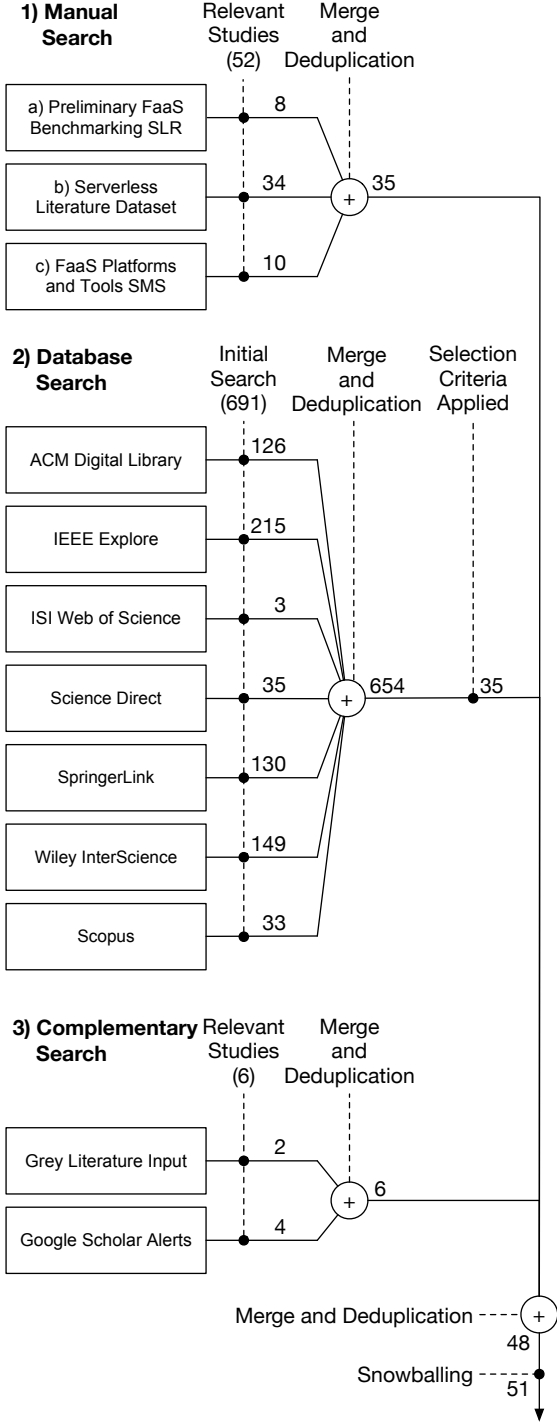 1) Manual
Search
Relevant
Studies
(52)
Merge
and
Deduplication
a) Preliminary FaaS
Benchmarking SLR
8
b) Serverless
Literature Dataset
34
+
35
c) FaaS Platforms
and Tools SMS
10
2) Database
Search
Initial
Search
(691)
Merge
and
Deduplication
Selection
Criteria
Applied
ACM Digital Library
126
IEEE Explore
215
ISI Web of Science
3
Science Direct
35
+
654
35
SpringerLink
130
Wiley InterScience
149
Scopus
33
3) Complementary
Search
Relevant
Studies
(6)
Merge
and
Deduplication
Grey Literature Input
2
+
6
Google Scholar Alerts
4
Merge and Deduplication
+
48
Snowballing
51